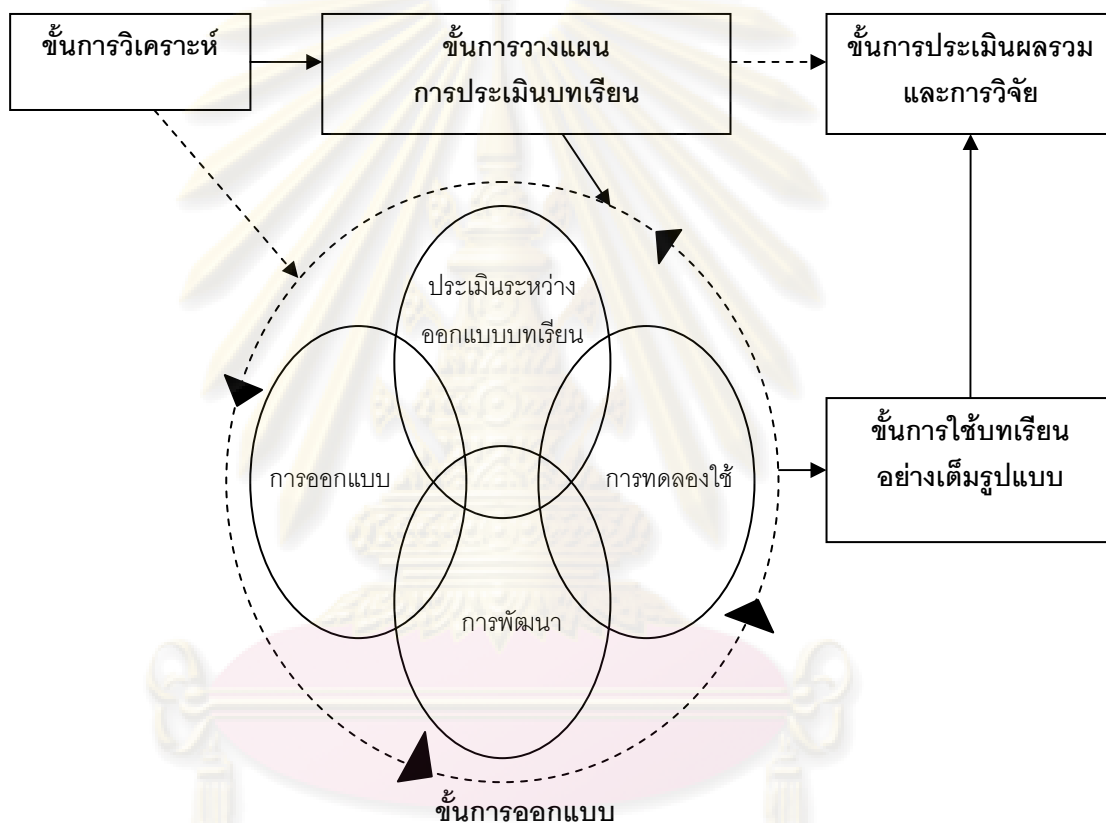 ขั้นการวิเคราะห์
ขั้นการวางแผน
การประเมินบทเรียน
ขั้นการประเมินผลรวม
และการวิจัย
ประเมินระหว่าง
ออกแบบบทเรียน
การออกแบบ
การทดลองใช้
การพัฒนา
ขั้นการใช้บทเรียน
อย่างเต็มรูปแบบ
ขั้นการออกแบบ